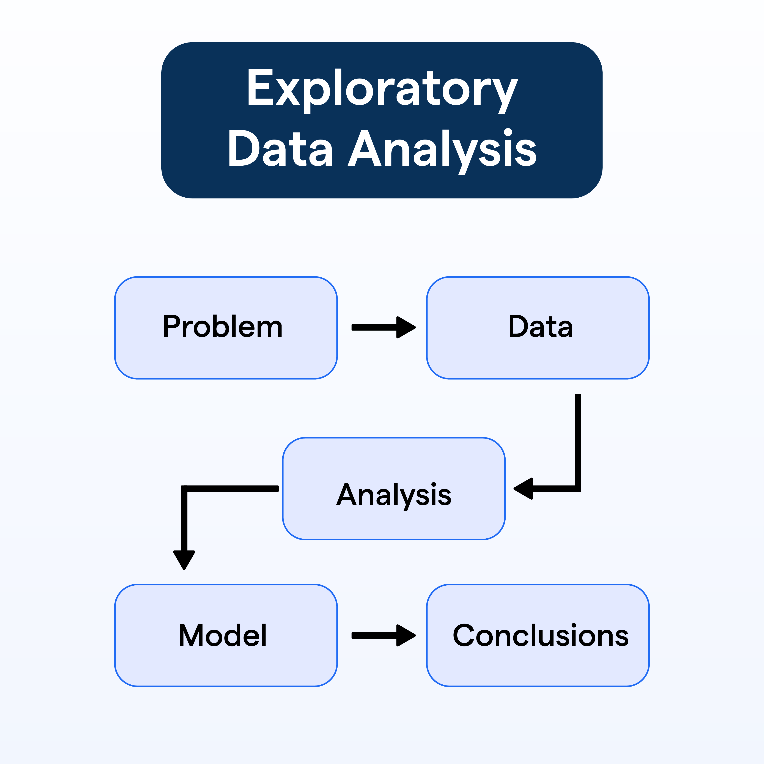 Exploratory
Data Analysis
Problem
Data
Analysis
Model
Conclusions